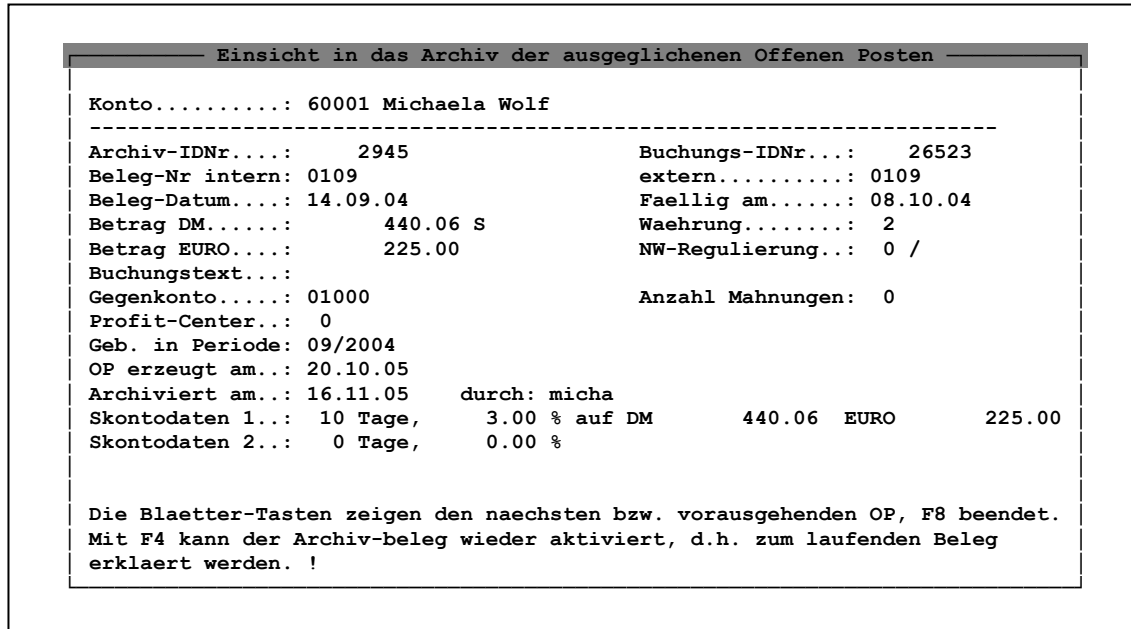 Einsicht in das Archiv der ausgeglichenen Offenen Posten
Konto..........: 60001 Michaela Wolf
-----------------------------------------------------------------------
Archiv-IDNr....: 2945 Buchungs-IDNr...: 26523
Beleg-Nr intern: 0109 extern..........: 0109
Beleg-Datum....: 14.09.04 Faellig am......: 08.10.04
Betrag DM......: 440.06 S Waehrung........: 2
Betrag EURO....: 225.00 NW-Regulierung..: 0 /
Buchungstext...:
Gegenkonto.....: 01000 Anzahl Mahnungen: 0
Profit-Center..: 0
Geb. in Periode: 09/2004
OP erzeugt am..: 20.10.05
Archiviert am..: 16.11.05 durch: micha
Skontodaten 1..: 10 Tage, 3.00 % auf DM 440.06 EURO 225.00
Skontodaten 2..: 0 Tage, 0.00 %
Die Blaetter-Tasten zeigen den naechsten bzw. vorausgehenden OP, F8 beendet.
Mit F4 kann der Archiv-beleg wieder aktiviert, d.h. zum laufenden Beleg
erklaert werden. !